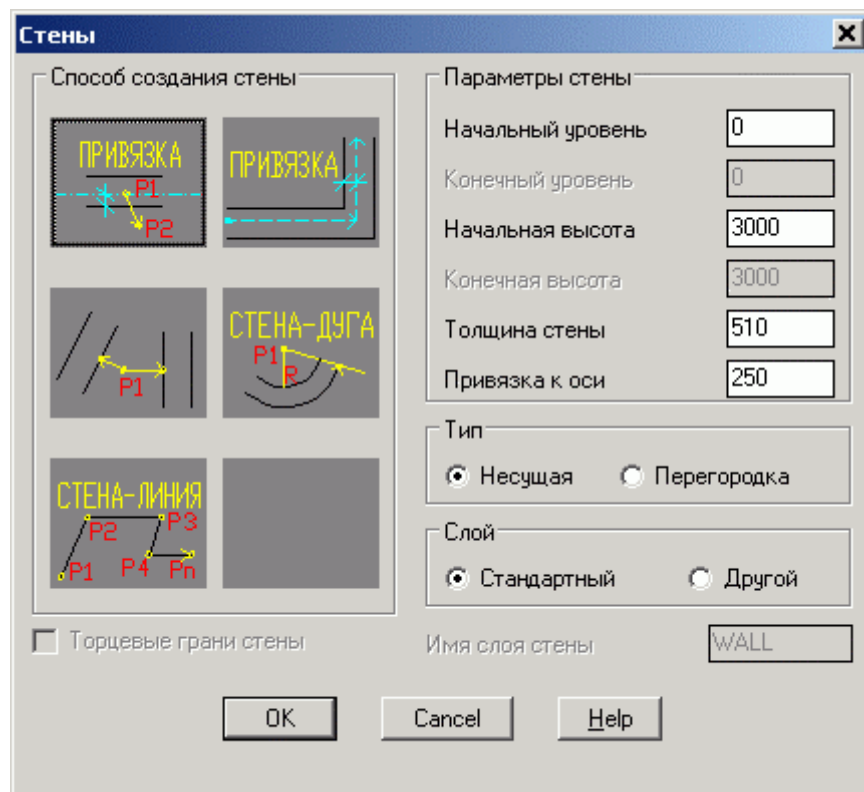 Стены
Способ создания стены
ПРИВЯЗКА
P1
P2
ПРИВЯЗКА
P1
СТЕНА-ДУГА
P1
R
СТЕНА-ЛИНИЯ
P2
P3
P1
P4
Pn
Параметры стены
Начальный уровень 0
Конечный уровень 0
Начальная высота 3000
Конечная высота 3000
Толщина стены 510
Привязка к оси 250
Тип
Несущая Перегородка
Слой
Стандартный Другой
Торцевые грани стены
Имя слоя стены WALL
OK Cancel Help